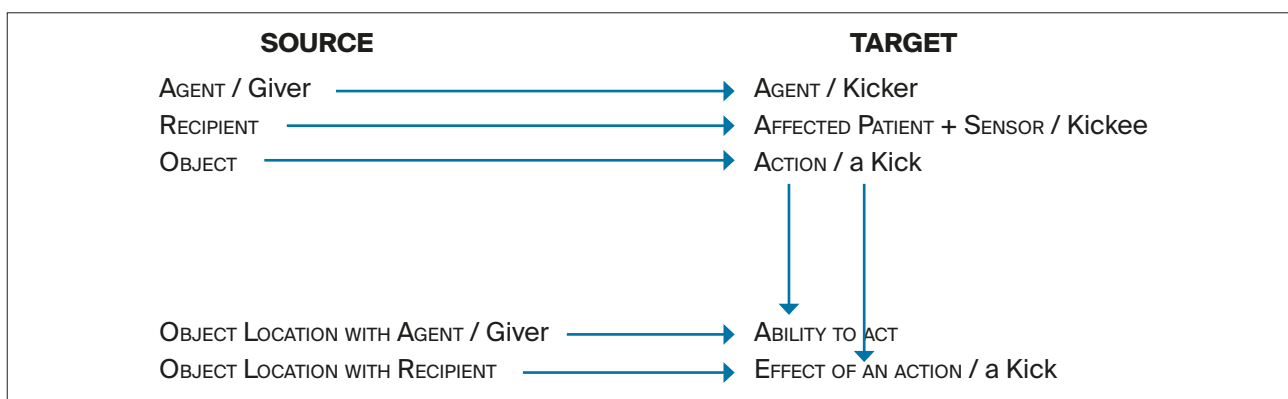 SOURCE TARGET
AGENT / Giver AGENT / Kicker
RECIPIENT AFFECTED PATIENT + SENSOR / Kickee
OBJECT ACTION / a Kick
OBJECT LOCATION WITH AGENT / Giver ABILITY TO ACT
OBJECT LOCATION WITH RECIPIENT EFFECT OF AN ACTION / a Kick